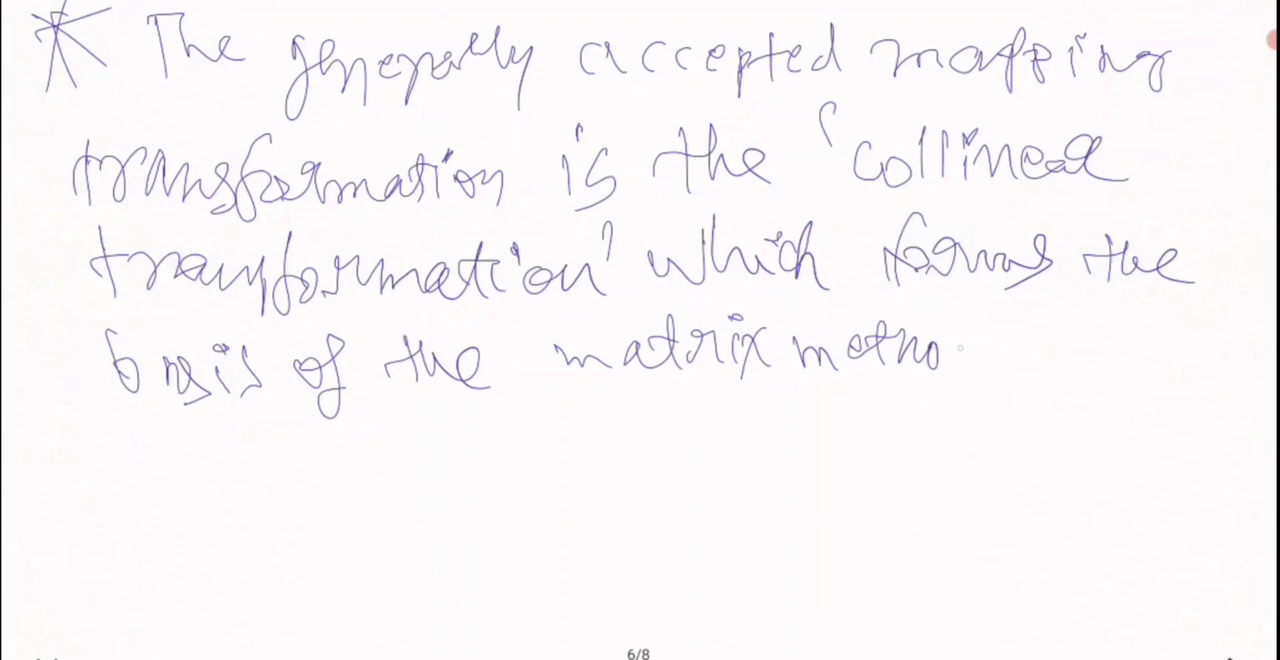 * The generally accepted mapping
transformation is the 'collinear
transformation' which forms the
basis of the matrix metho
6/8